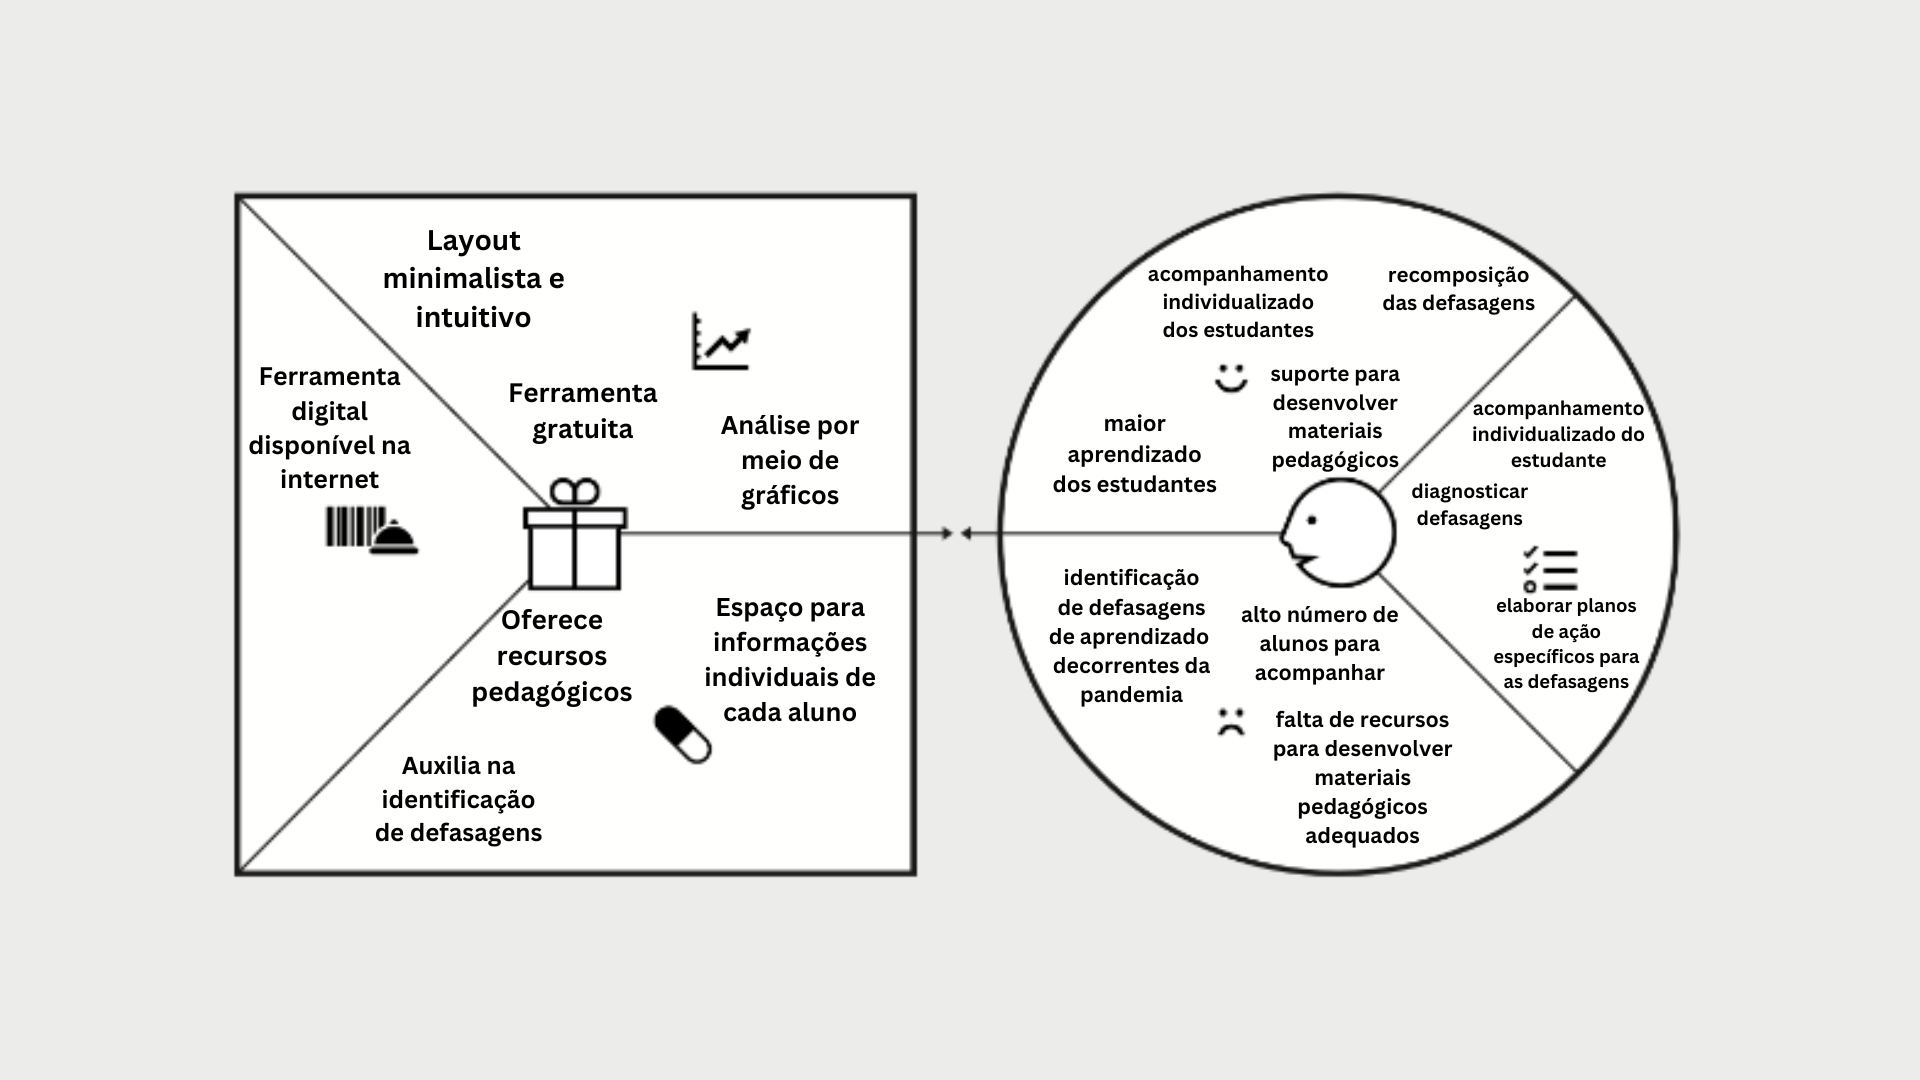 Layout
minimalista e
intuitivo
Ferramenta
digital
disponível na
internet
Ferramenta
gratuita
Análise por
meio de
gráficos
Oferece
recursos
pedagógicos
Espaço para
informações
individuais de
cada aluno
Auxilia na
identificação
de defasagens
acompanhamento
individualizado
dos estudantes
recomposição
das defasagens
suporte para
desenvolver
materiais
pedagógicos
maior
aprendizado
dos estudantes
acompanhamento
individualizado do
estudante
diagnosticar
defasagens
elaborar planos
de ação
específicos para
as defasagens
identificação
de defasagens
de aprendizado
decorrentes da
pandemia
alto número de
alunos para
acompanhar
falta de recursos
para desenvolver
materiais
pedagógicos
adequados